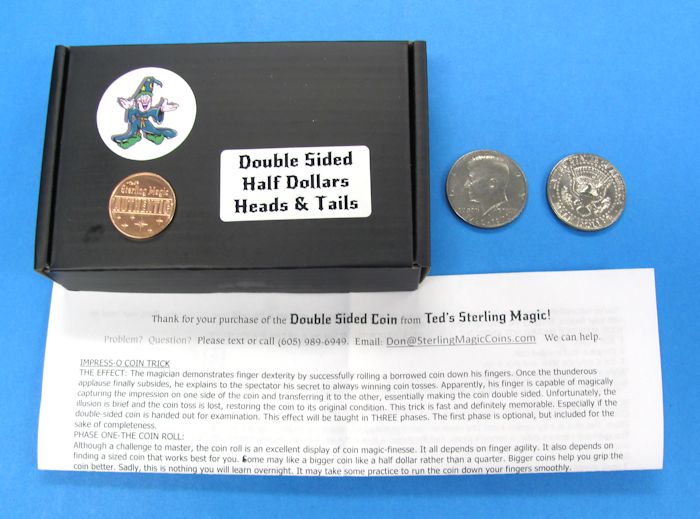 Double Sided
Half Dollars
Heads & Tails
Sterling Magic
AUTHENTIC
Thank for your purchase of the Double Sided Coin from Ted's Sterling Magic!
Problem? Question? Please text or call (605) 989-6949. Email: Don@SterlingMagicCoins.com We can help.
IMPRESS-O COIN TRICK
THE EFFECT: The magician demonstrates finger dexterity by successfully rolling a borrowed coin down his fingers. Once the thunderous
applause finally subsides, he explains to the spectator his secret to always winning coin tosses. Apparently, his finger is capable of magically
capturing the impression on one side of the coin and transferring it to the other, essentially making the coin double sided. Unfortunately, the
illusion is brief and the coin toss is lost, restoring the coin to its original condition. This trick is fast and definitely memorable. Especially if the
double-sided coin is handed out for examination. This effect will be taught in THREE phases. The first phase is optional, but included for the
sake of completeness.
PHASE ONE-THE COIN ROLL:
Although a challenge to master, the coin roll is an excellent display of coin magic-finesse. It all depends on finger agility. It also depends on
finding a sized coin that works best for you. Some may like a bigger coin like a half dollar rather than a quarter. Bigger coins help you grip the
coin better. Sadly, this is nothing you will learn overnight. It may take some practice to run the coin down your fingers smoothly.